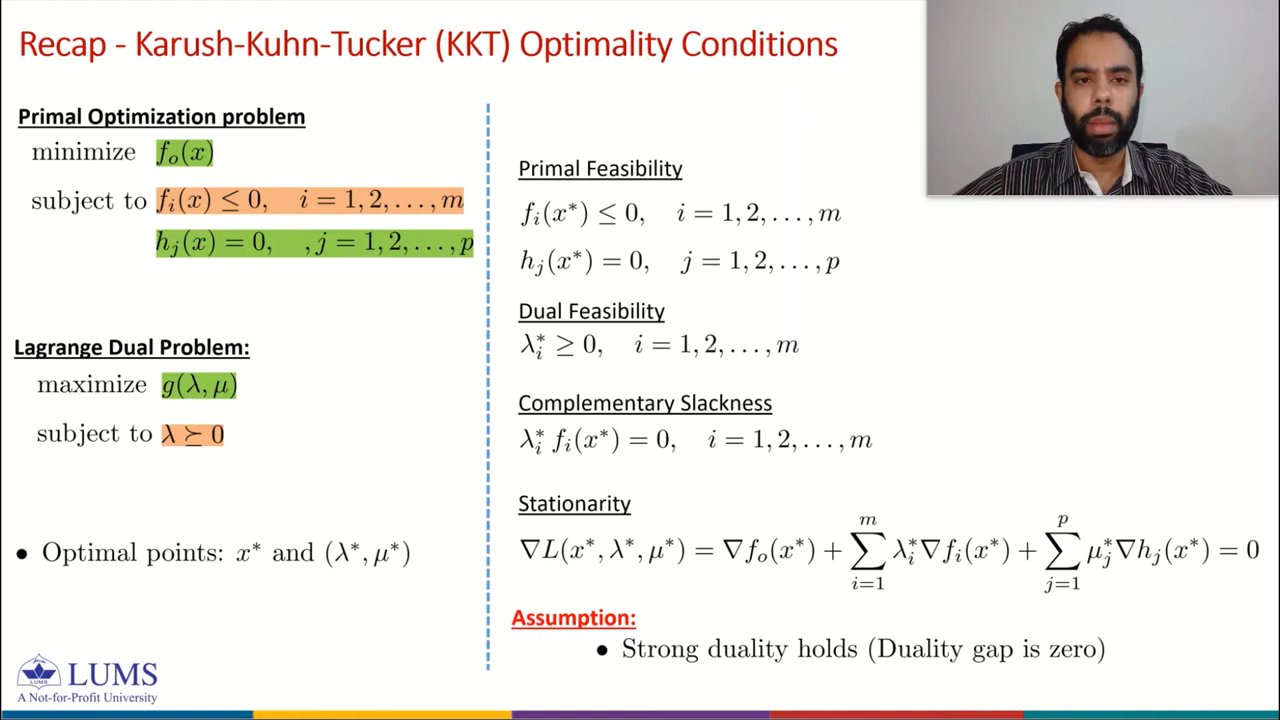 Recap - Karush-Kuhn-Tucker (KKT) Optimality Conditions
Primal Optimization problem
minimize f_o(x)
subject to f_i(x) ≤ 0, i = 1, 2, . . . , m
h_j(x) = 0, , j = 1, 2, . . . , p
Lagrange Dual Problem:
maximize g(λ, μ)
subject to λ ⪰ 0
• Optimal points: x* and (λ*, μ*)
Primal Feasibility
f_i(x*) ≤ 0, i = 1, 2, . . . , m
h_j(x*) = 0, j = 1, 2, . . . , p
Dual Feasibility
λ_i* ≥ 0, i = 1, 2, . . . , m
Complementary Slackness
λ_i* f_i(x*) = 0, i = 1, 2, . . . , m
Stationarity
∇L(x*, λ*, μ*) = ∇f_o(x*) + ∑_{i=1}^{m} λ_i* ∇f_i(x*) + ∑_{j=1}^{p} μ_j* ∇h_j(x*) = 0
Assumption:
• Strong duality holds (Duality gap is zero)
LUMS
LUMS
A Not-for-Profit University